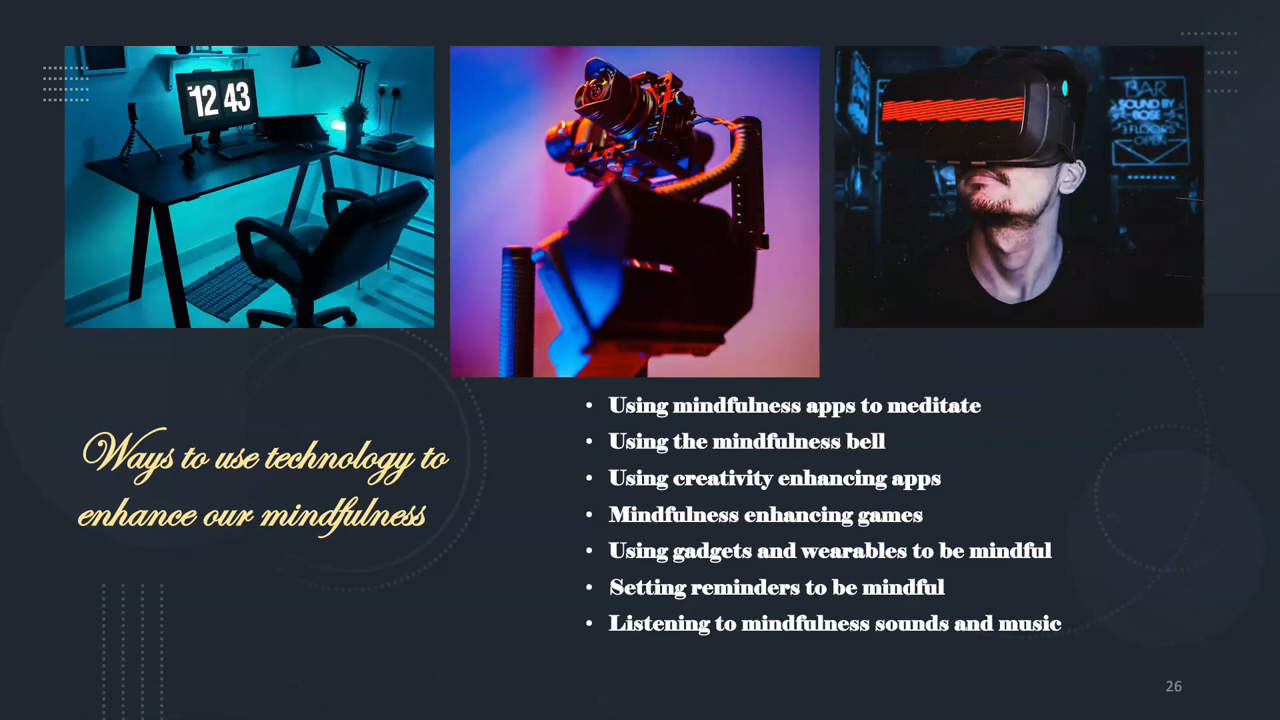 12 43
BAR
SOUND BY
BOSE
3 FLOORS
OPEN
Ways to use technology to
enhance our mindfulness
• Using mindfulness apps to meditate
• Using the mindfulness bell
• Using creativity enhancing apps
• Mindfulness enhancing games
• Using gadgets and wearables to be mindful
• Setting reminders to be mindful
• Listening to mindfulness sounds and music
26